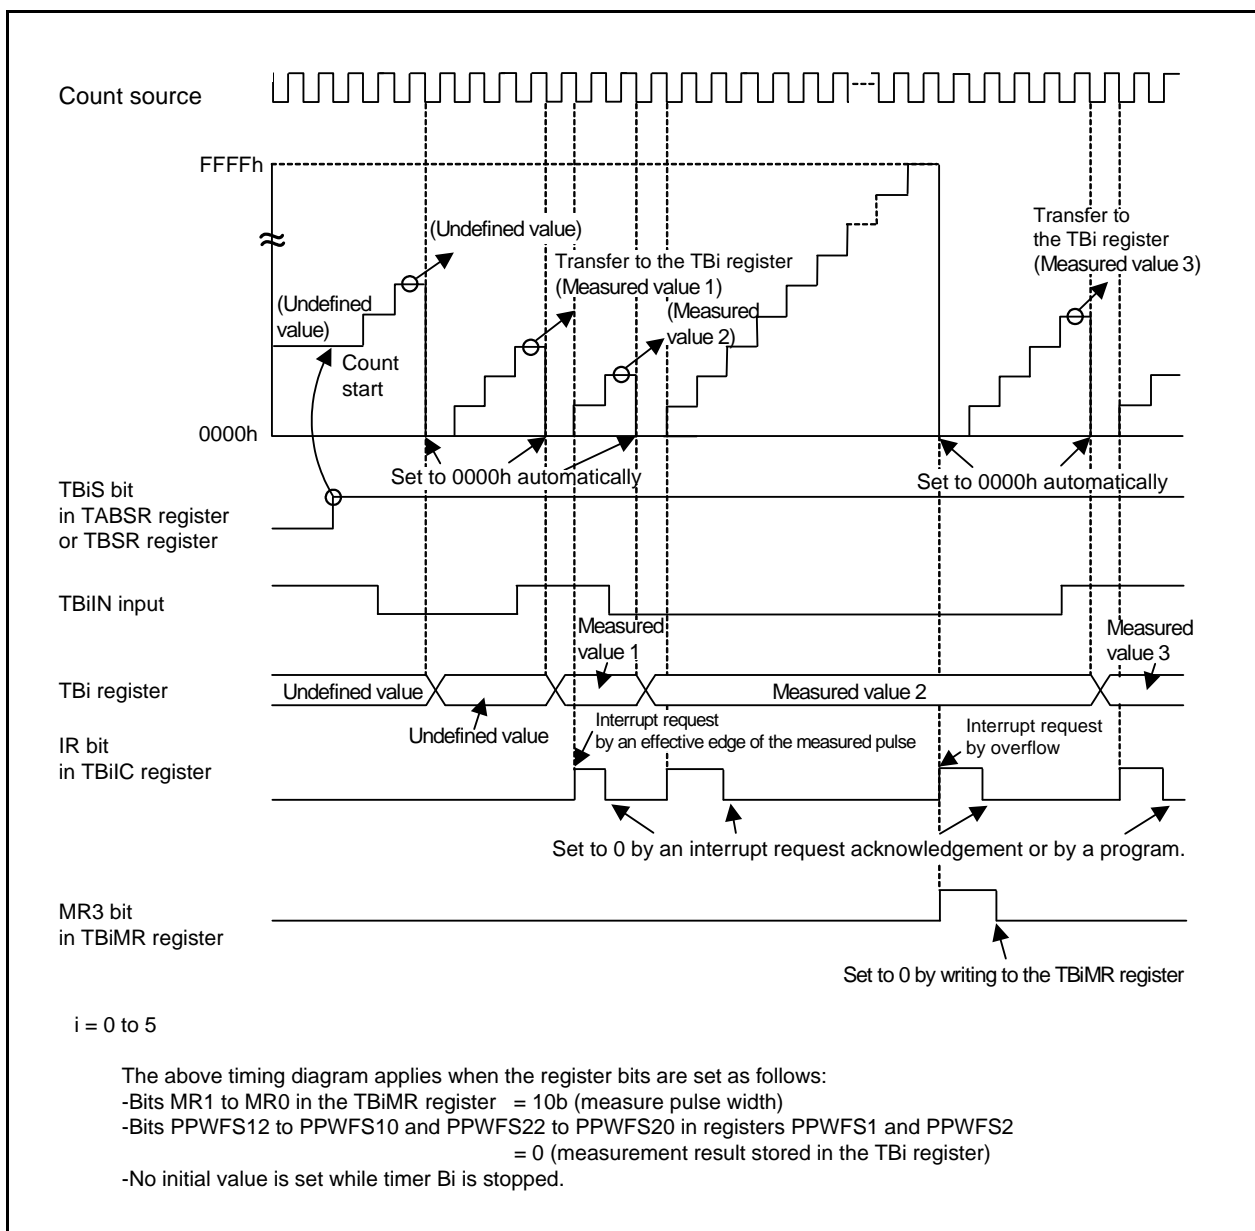 Count source
FFFFh
(Undefined value)
Transfer to the TBi register
(Measured value 1)
(Measured
value 2)
Transfer to
the TBi register
(Measured value 3)
(Undefined
value)
Count
start
0000h
Set to 0000h automatically
Set to 0000h automatically
TBiS bit
in TABSR register
or TBSR register
TBiIN input
Measured
value 1
Measured
value 3
TBi register
Undefined value
Measured value 2
Undefined value
IR bit
in TBiIC register
Interrupt request
by an effective edge of the measured pulse
Interrupt request
by overflow
Set to 0 by an interrupt request acknowledgement or by a program.
MR3 bit
in TBiMR register
Set to 0 by writing to the TBiMR register
i = 0 to 5
The above timing diagram applies when the register bits are set as follows:
-Bits MR1 to MR0 in the TBiMR register = 10b (measure pulse width)
-Bits PPWFS12 to PPWFS10 and PPWFS22 to PPWFS20 in registers PPWFS1 and PPWFS2
= 0 (measurement result stored in the TBi register)
-No initial value is set while timer Bi is stopped.